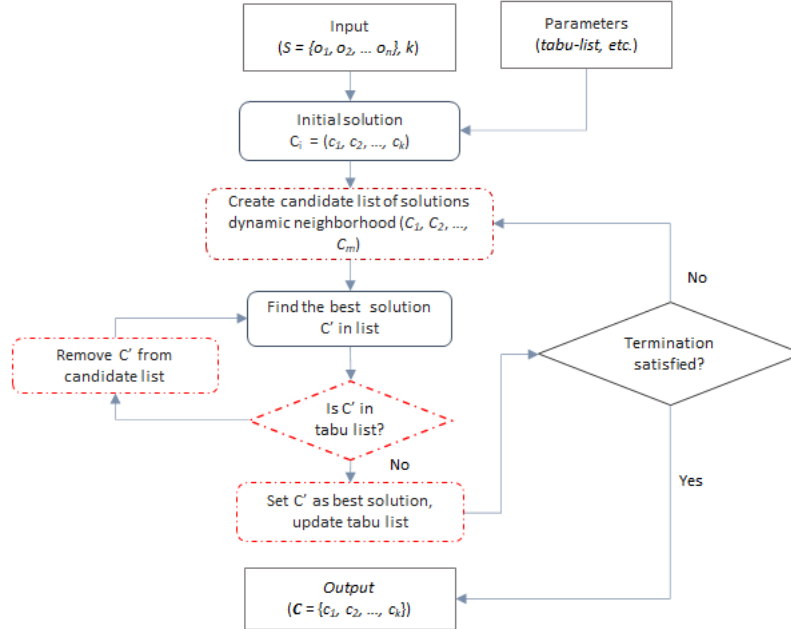 Input
(S = {o₁, o₂, ... oₙ}, k)
Parameters
(tabu-list, etc.)
Initial solution
Cᵢ = (c₁, c₂, ..., cₖ)
Create candidate list of solutions
dynamic neighborhood (C₁, C₂, ...,
Cₘ)
No
Find the best solution
C' in list
Remove C' from
candidate list
Termination
satisfied?
Is C' in
tabu list?
No
Yes
Set C' as best solution,
update tabu list
Output
(C = {c₁, c₂, ..., cₖ})